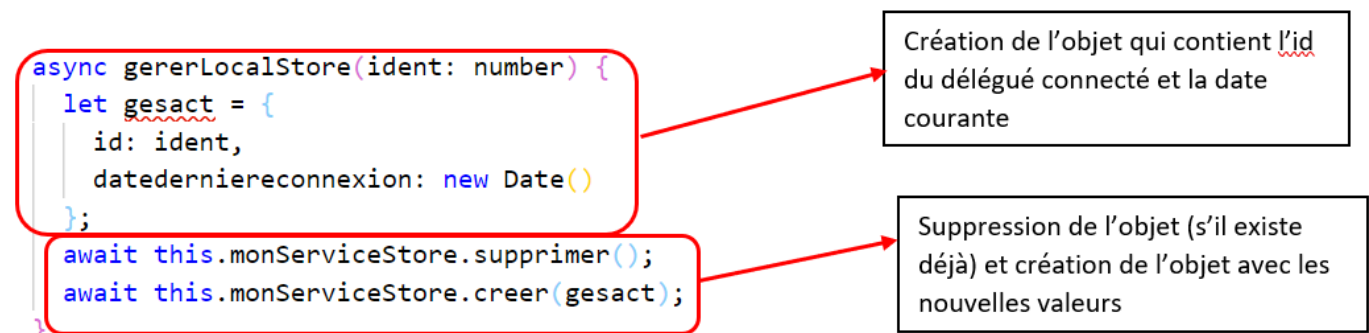 async gererLocalStore(ident: number) {
let gesact = {
id: ident,
datederniereconnexion: new Date()
};
await this.monServiceStore.supprimer();
await this.monServiceStore.creer(gesact);
}
Création de l’objet qui contient l’id
du délégué connecté et la date
courante
Suppression de l’objet (s’il existe
déjà) et création de l’objet avec les
nouvelles valeurs